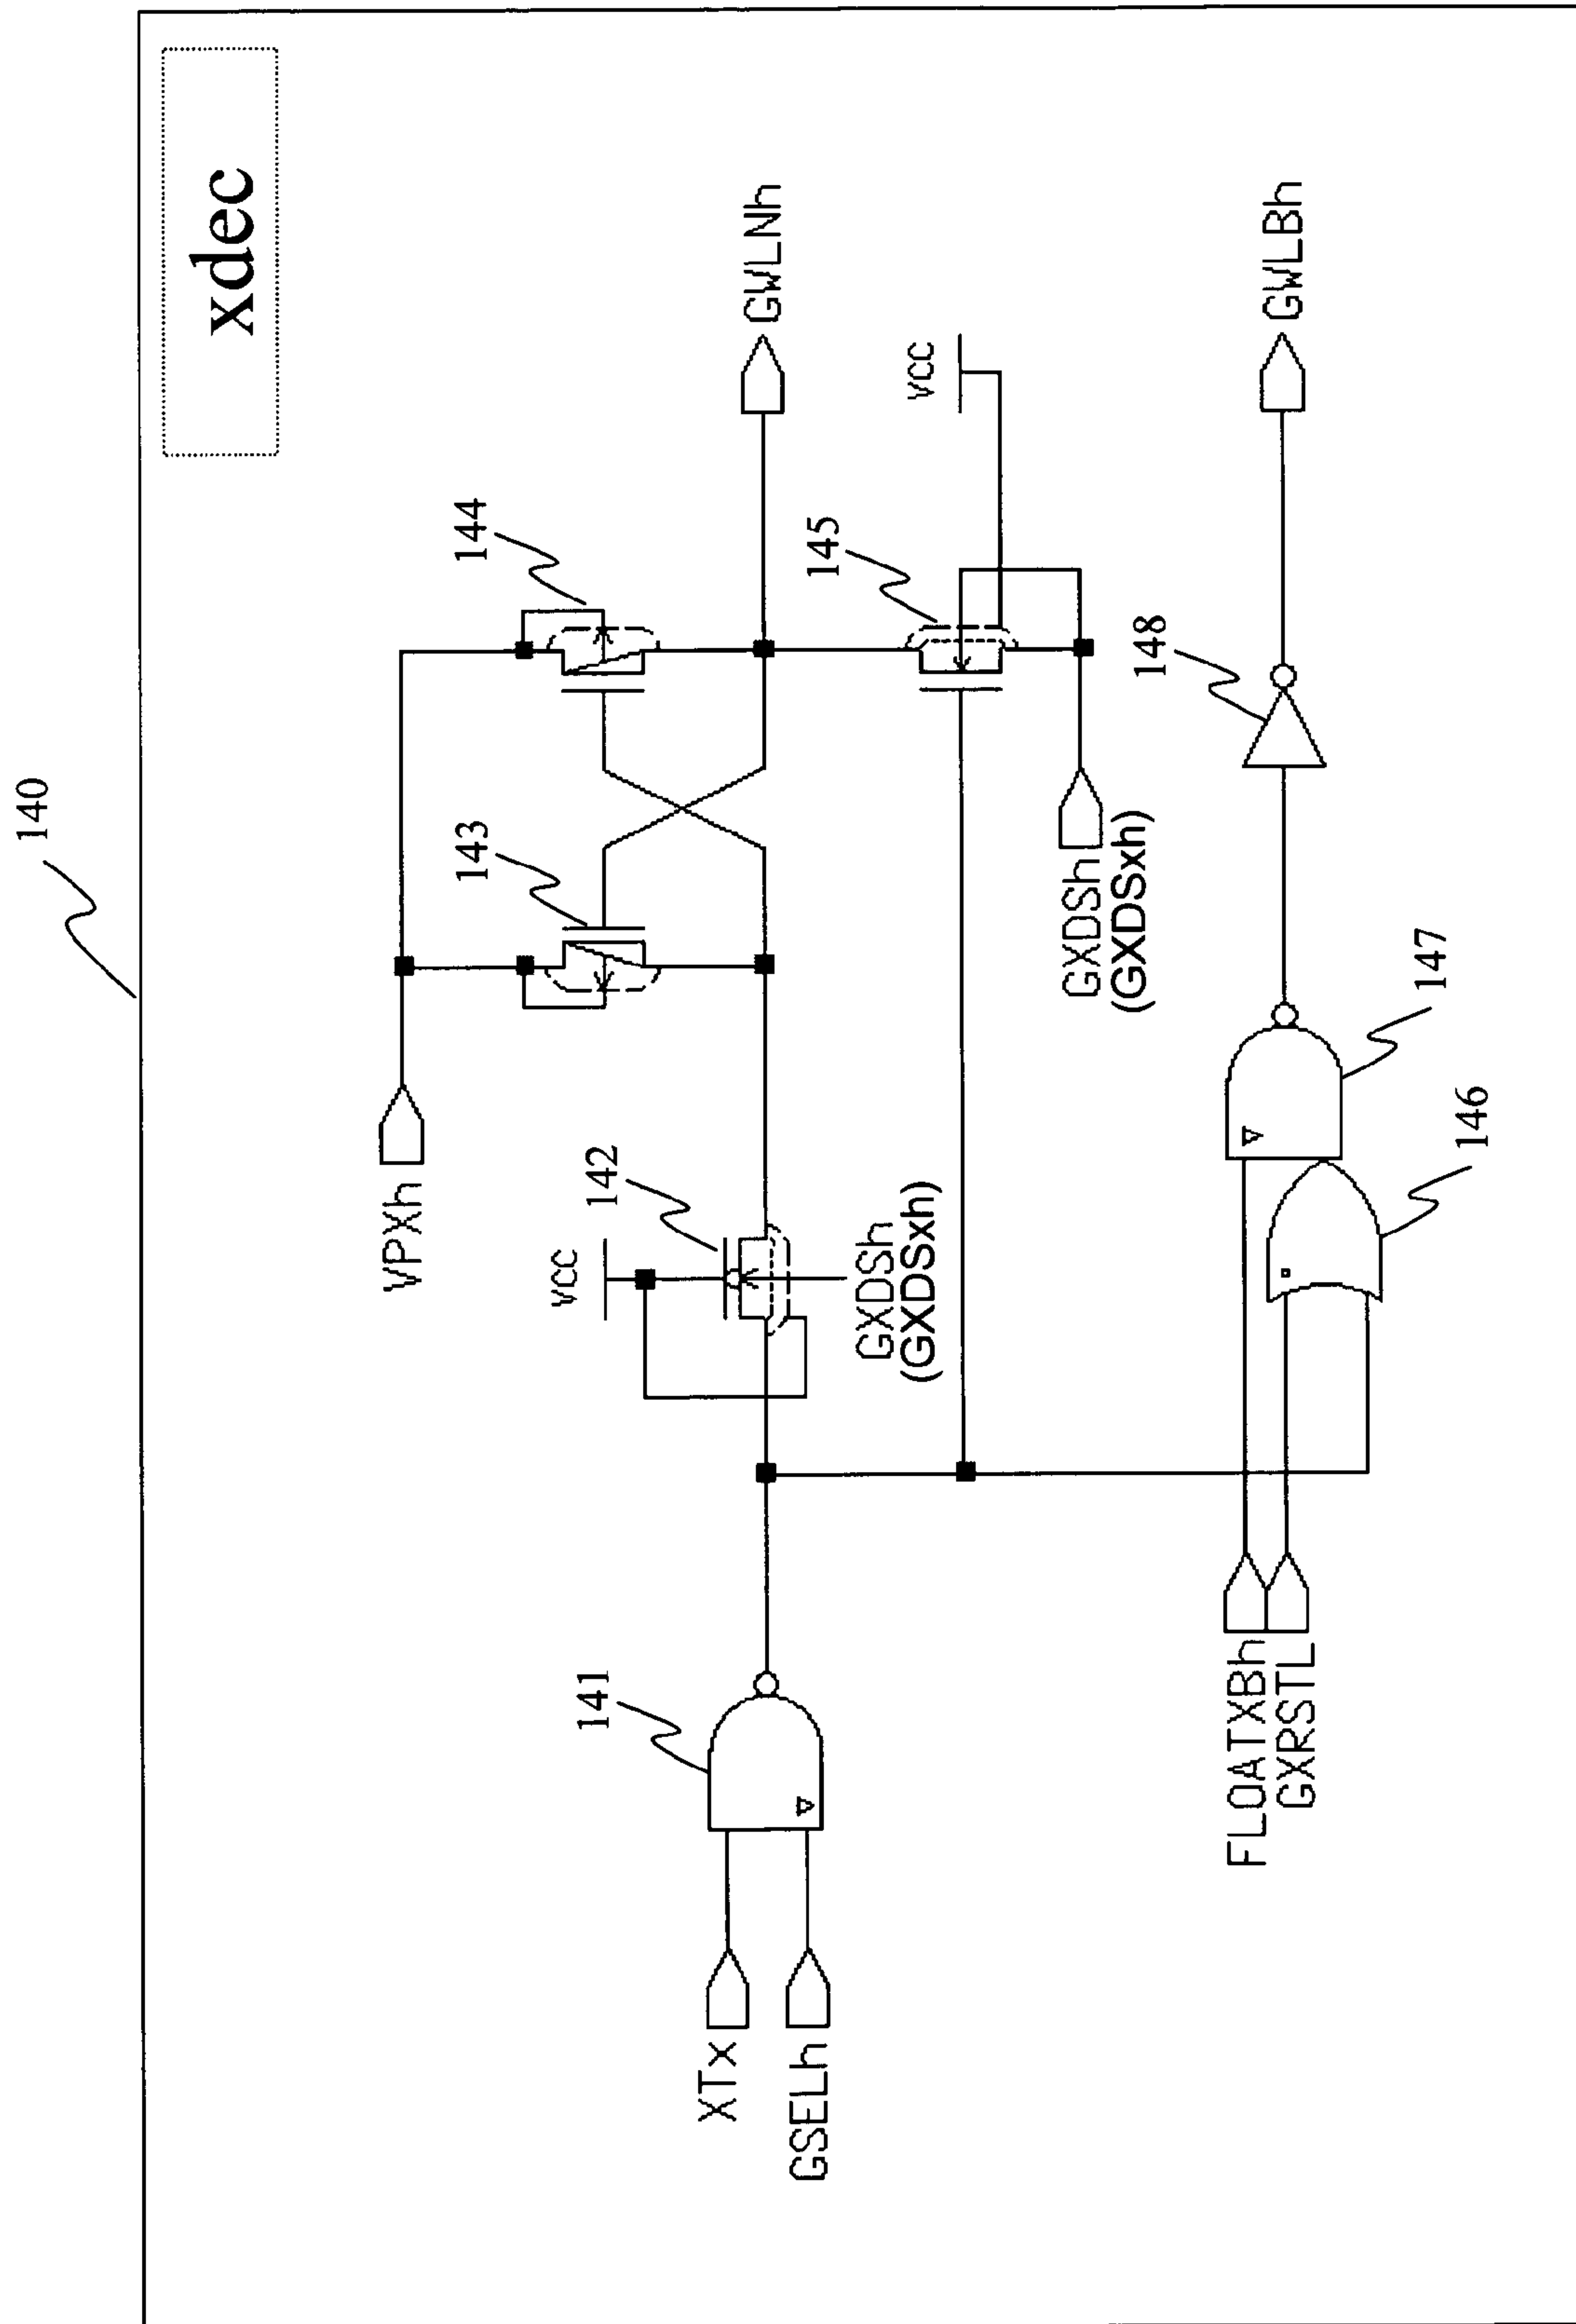 140
xdec
144
GWLNh
143
VPXh
VCC
145
142
VCC
GXDSh
(GXDSxh)
GXDSh
(GXDSxh)
148
GWLBh
141
XTx
GSELh
147
146
FLOATXBh
GXRSTL